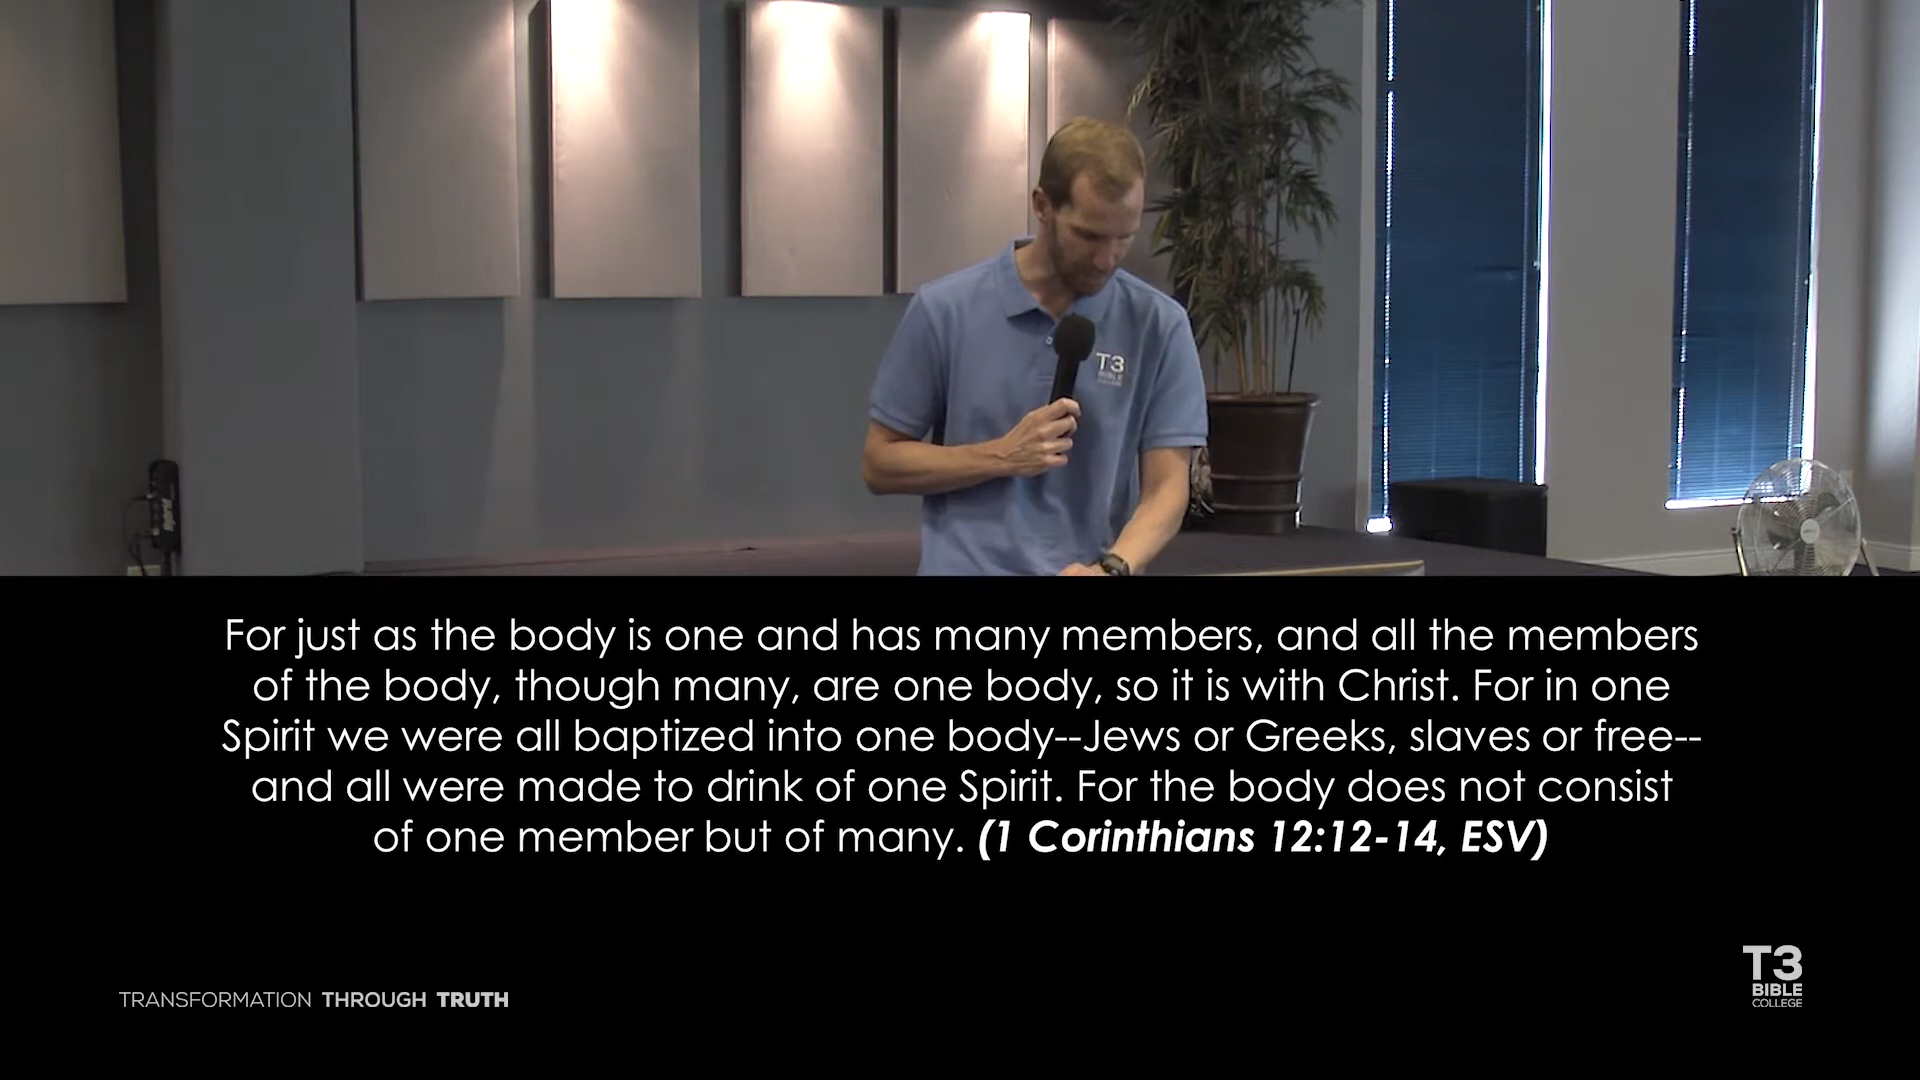 T3
BIBLE
COLLEGE
For just as the body is one and has many members, and all the members
of the body, though many, are one body, so it is with Christ. For in one
Spirit we were all baptized into one body--Jews or Greeks, slaves or free--
and all were made to drink of one Spirit. For the body does not consist
of one member but of many. (1 Corinthians 12:12-14, ESV)
TRANSFORMATION THROUGH TRUTH
T3
BIBLE
COLLEGE